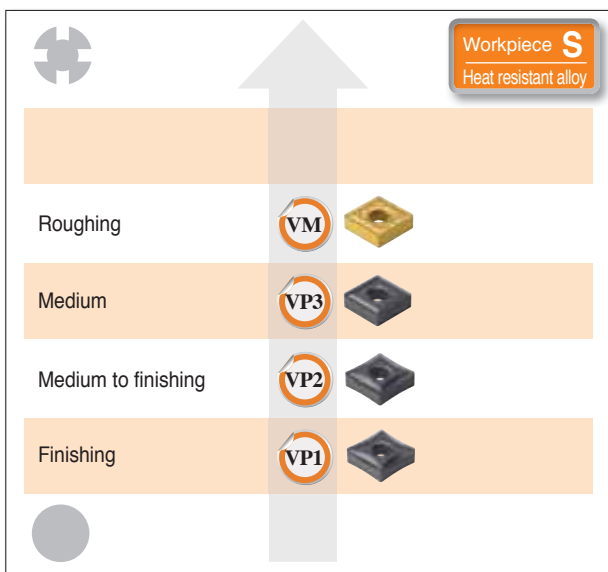 Workpiece S
Heat resistant alloy
Roughing VM
Medium VP3
Medium to finishing VP2
Finishing VP1